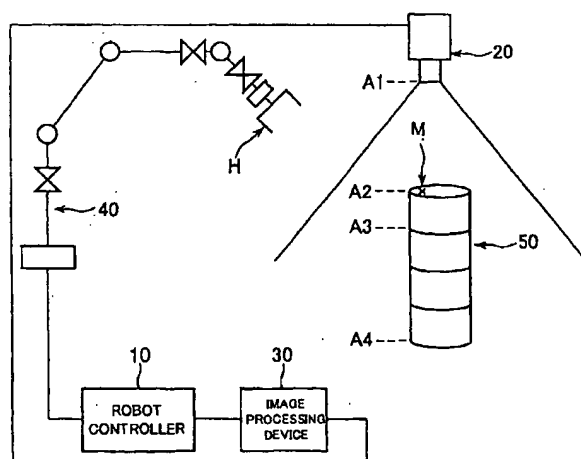 20
A1
M
H
A2
40
A3
50
A4
10
30
ROBOT
CONTROLLER
IMAGE
PROCESSING
DEVICE